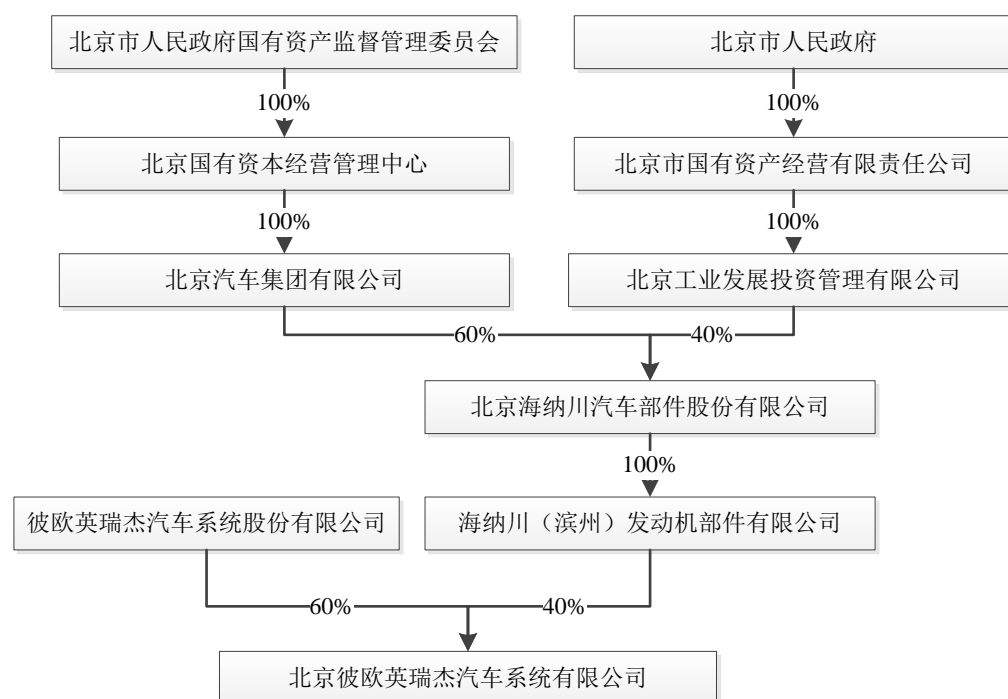 北京市人民政府国有资产监督管理委员会
北京市人民政府
100%
100%
北京国有资本经营管理中心
北京市国有资产经营有限责任公司
100%
100%
北京汽车集团有限公司
北京工业发展投资管理有限公司
60%
40%
北京海纳川汽车部件股份有限公司
100%
彼欧英瑞杰汽车系统股份有限公司
海纳川（滨州）发动机部件有限公司
60%
40%
北京彼欧英瑞杰汽车系统有限公司